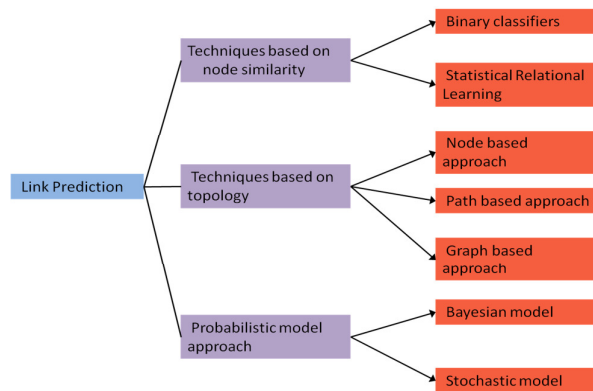 Link Prediction
Techniques based on
node similarity
Binary classifiers
Statistical Relational
Learning
Techniques based on
topology
Node based
approach
Path based approach
Graph based
approach
Probabilistic model
approach
Bayesian model
Stochastic model